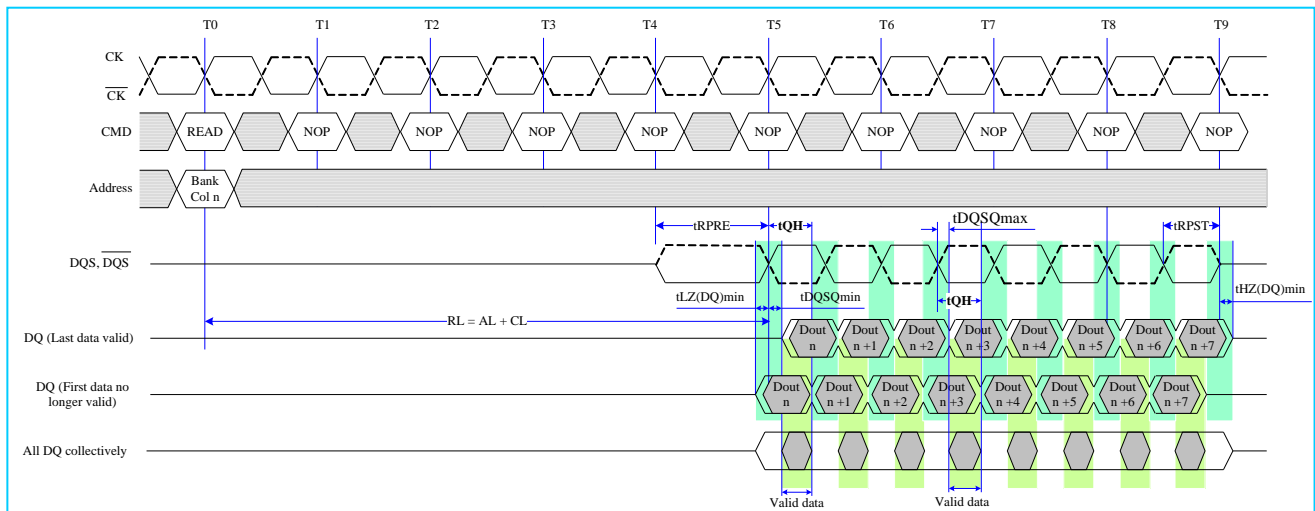 T0 T1 T2 T3 T4 T5 T6 T7 T8 T9
CK
CK
CMD READ NOP NOP NOP NOP NOP NOP NOP NOP NOP
Address Bank
Col n
tRPRE tQH tDQSQmax tRPST
DQS, DQS
tLZ(DQ)min tDQSQmin tQH tHZ(DQ)min
RL = AL + CL
DQ (Last data valid) Dout Dout Dout Dout Dout Dout Dout Dout
n n +1 n +2 n +3 n +4 n +5 n +6 n +7
DQ (First data no Dout Dout Dout Dout Dout Dout Dout Dout
longer valid) n n +1 n +2 n +3 n +4 n +5 n +6 n +7
All DQ collectively
Valid data Valid data